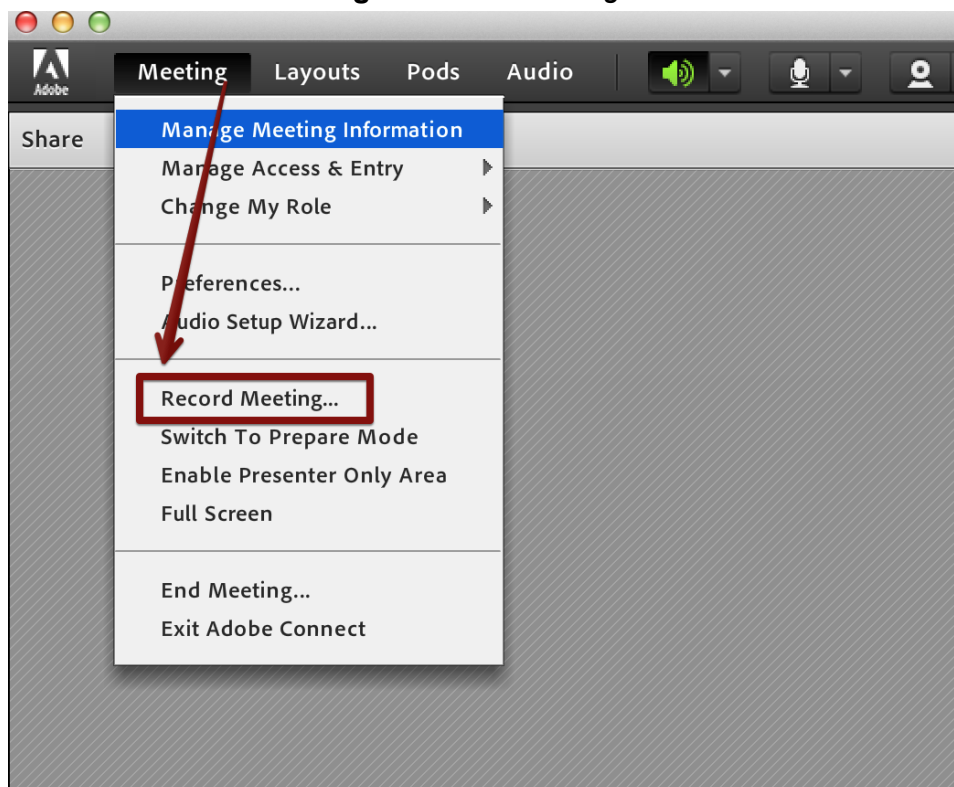 Adobe
Meeting Layouts Pods Audio
Share
Manage Meeting Information
Manage Access & Entry
Change My Role
Preferences...
Audio Setup Wizard...
Record Meeting...
Switch To Prepare Mode
Enable Presenter Only Area
Full Screen
End Meeting...
Exit Adobe Connect